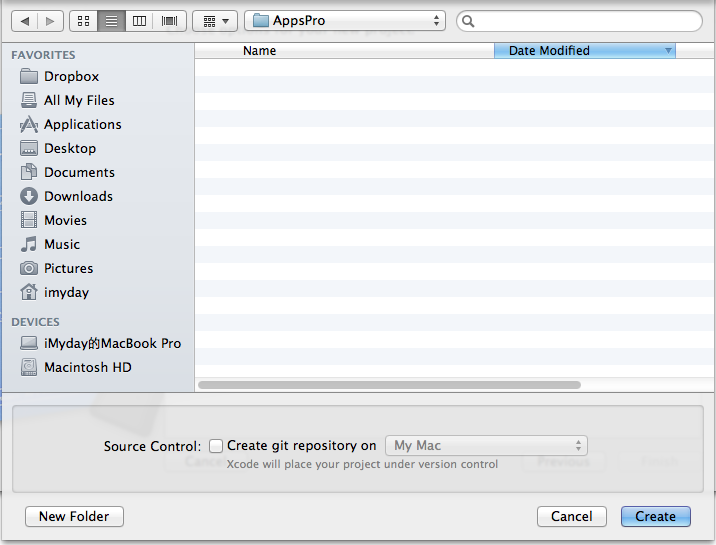 AppsPro
Name
Date Modified
FAVORITES
Dropbox
All My Files
Applications
Desktop
Documents
Downloads
Movies
Music
Pictures
imyday
DEVICES
iMyday的MacBook Pro
Macintosh HD
Source Control: Create git repository on My Mac
Xcode will place your project under version control
Cancel Previous
New Folder Cancel Create